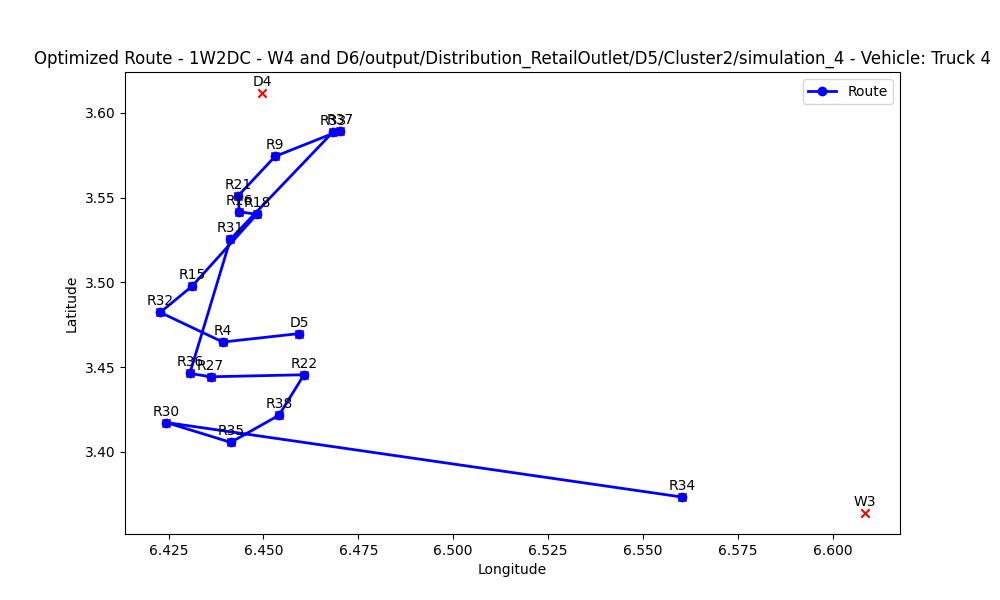 Optimized Route - 1W2DC - W4 and D6/output/Distribution_RetailOutlet/D5/Cluster2/simulation_4 - Vehicle: Truck 4
D4
Route
3.60
R33
R37
R9
R21
3.55
R16
R18
R31
R15
3.50
R32
D5
R4
R36
R27
R22
3.45
R38
R30
R35
3.40
R34
W3
Latitude
6.425
6.450
6.475
6.500
6.525
6.550
6.575
6.600
Longitude